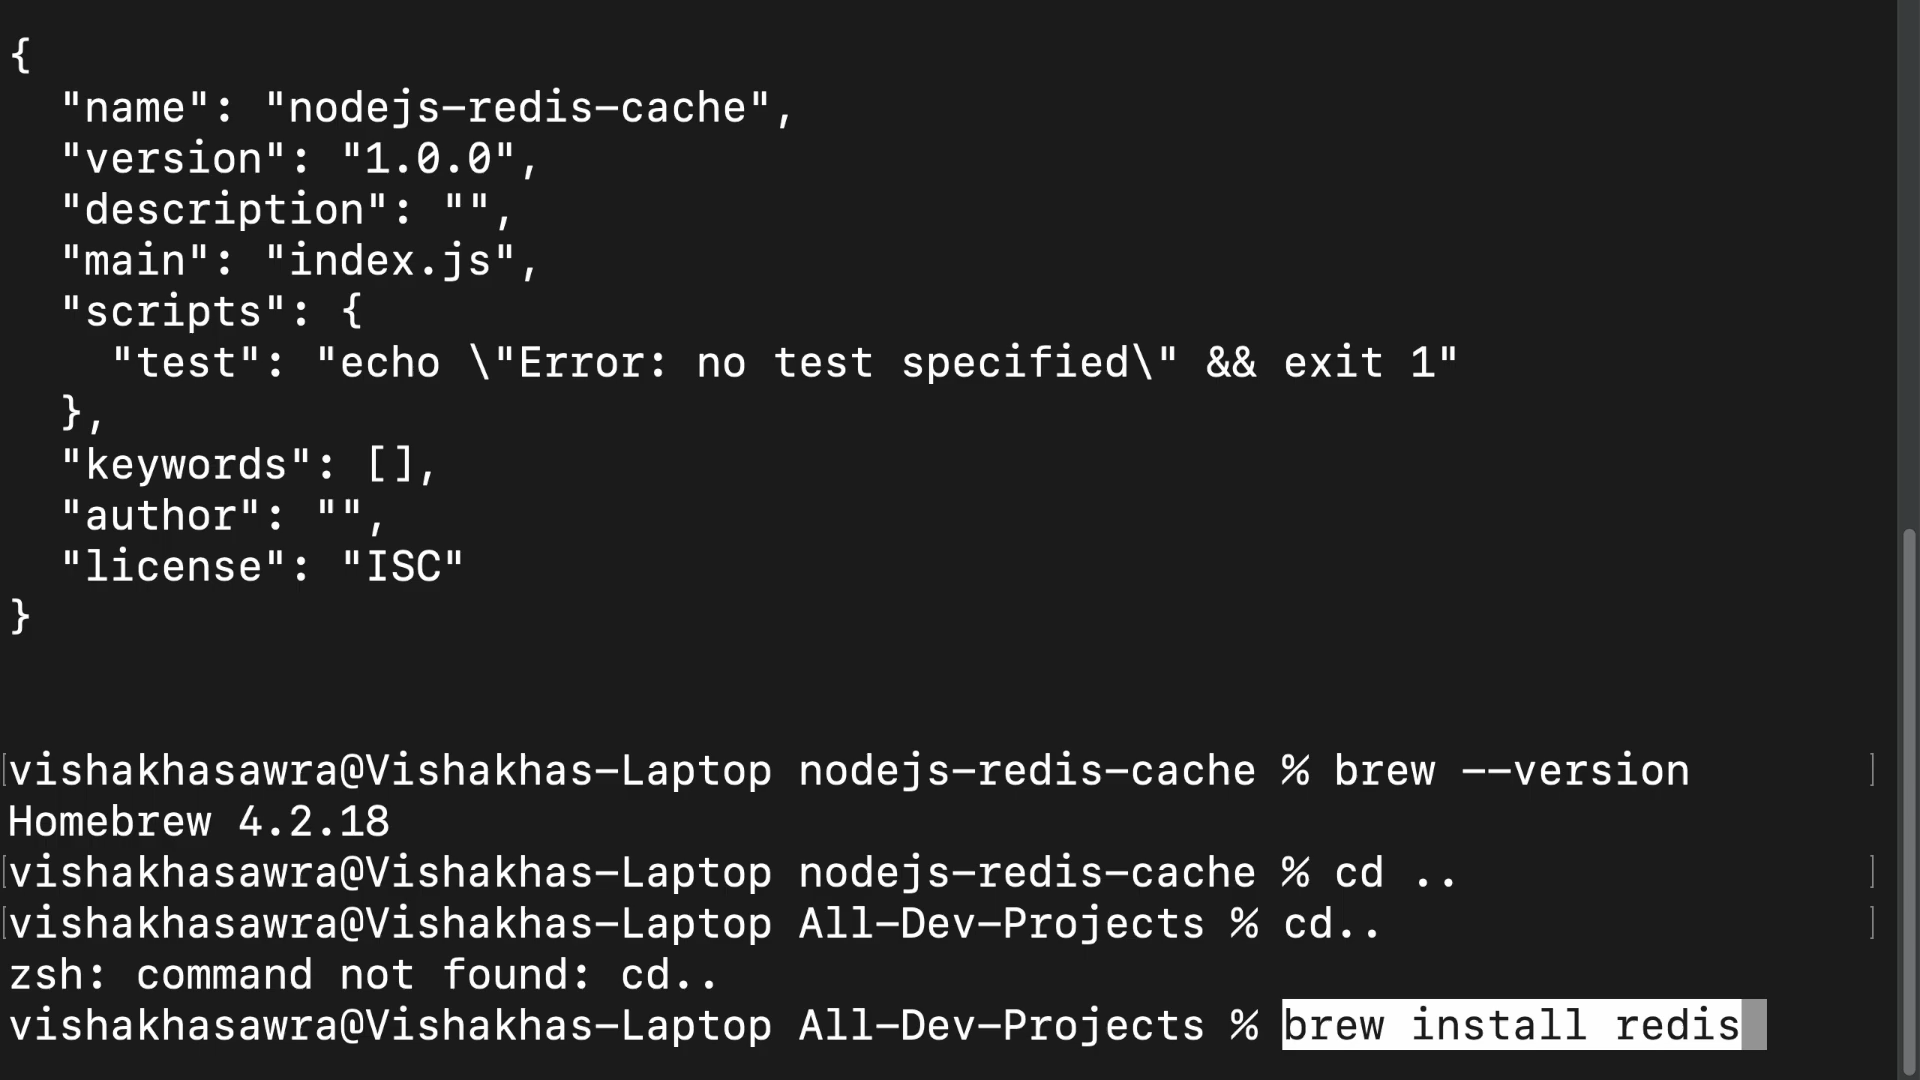 {
  "name": "nodejs-redis-cache",
  "version": "1.0.0",
  "description": "",
  "main": "index.js",
  "scripts": {
    "test": "echo \"Error: no test specified\" && exit 1"
  },
  "keywords": [],
  "author": "",
  "license": "ISC"
}
[vishakhasawra@Vishakhas-Laptop nodejs-redis-cache % brew --version ]
Homebrew 4.2.18
[vishakhasawra@Vishakhas-Laptop nodejs-redis-cache % cd .. ]
[vishakhasawra@Vishakhas-Laptop All-Dev-Projects % cd.. ]
zsh: command not found: cd..
vishakhasawra@Vishakhas-Laptop All-Dev-Projects % brew install redis